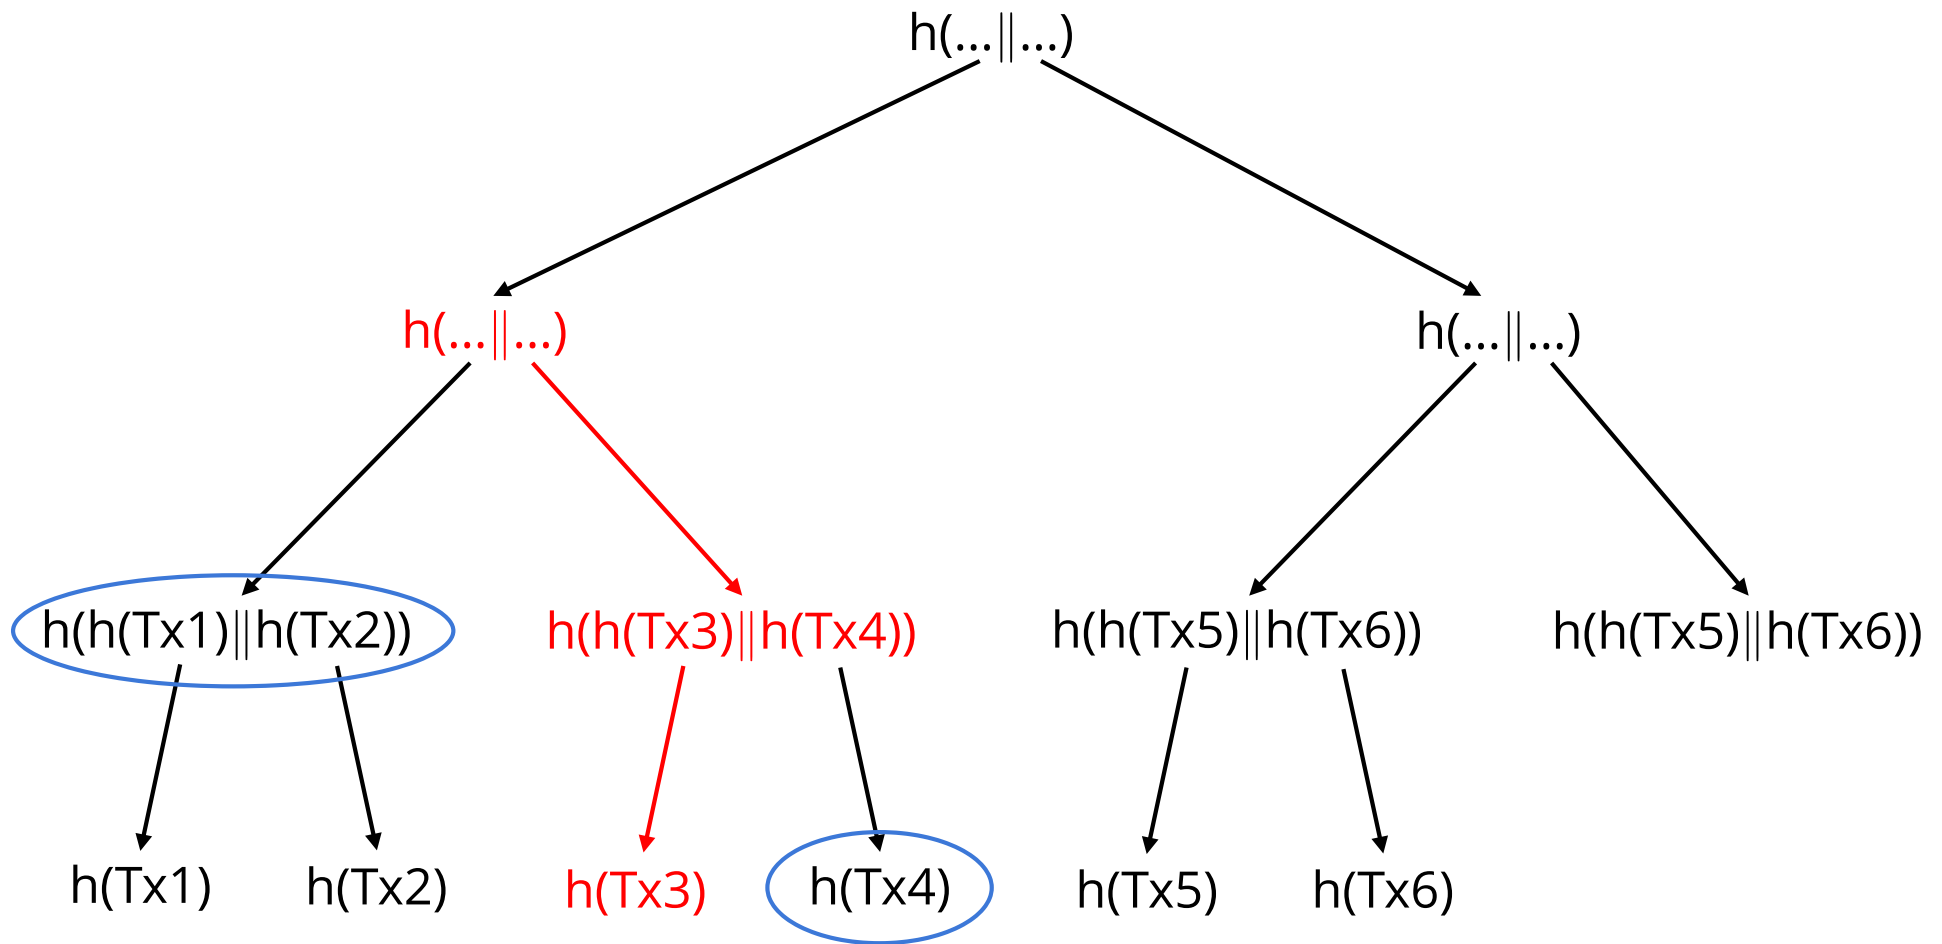 h(...||...)
h(...||...)
h(...||...)
h(h(Tx1)||h(Tx2))
h(h(Tx3)||h(Tx4))
h(h(Tx5)||h(Tx6))
h(h(Tx5)||h(Tx6))
h(Tx1)
h(Tx2)
h(Tx3)
h(Tx4)
h(Tx5)
h(Tx6)